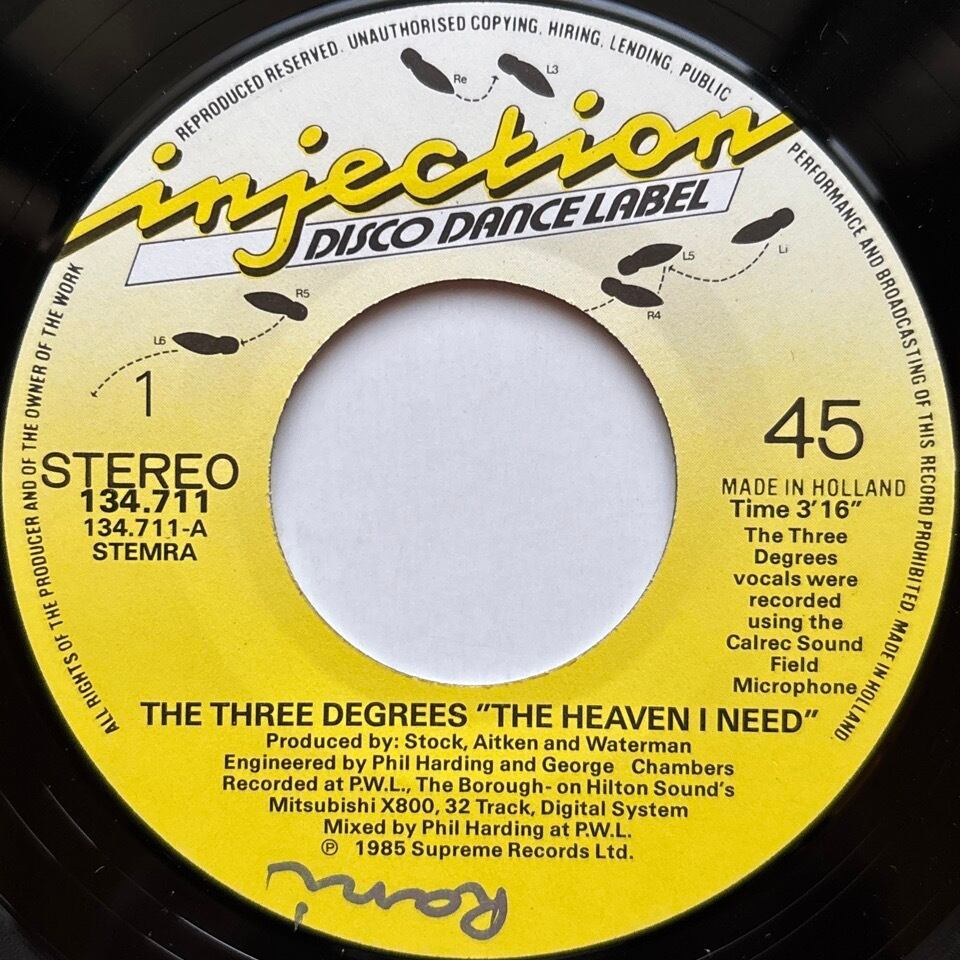 REPRODUCED RESERVED. UNAUTHORISED COPYING, HIRING, LENDING, PUBLIC
PERFORMANCE AND BROADCASTING OF THIS RECORD PROHIBITED. MADE IN HOLLAND.
ALL RIGHTS OF THE PRODUCER AND OF THE OWNER OF THE WORK
Re
L3
injection
DISCO DANCE LABEL
L5
Li
R4
R5
L6
1
STEREO
134.711
134.711-A
STEMRA
45
MADE IN HOLLAND
Time 3'16"
The Three
Degrees
vocals were
recorded
using the
Calrec Sound
Field
Microphone
THE THREE DEGREES "THE HEAVEN I NEED"
Produced by: Stock, Aitken and Waterman
Engineered by Phil Harding and George Chambers
Recorded at P.W.L., The Borough- on Hilton Sound's
Mitsubishi X800, 32 Track, Digital System
Mixed by Phil Harding at P.W.L.
℗ 1985 Supreme Records Ltd.
Rani